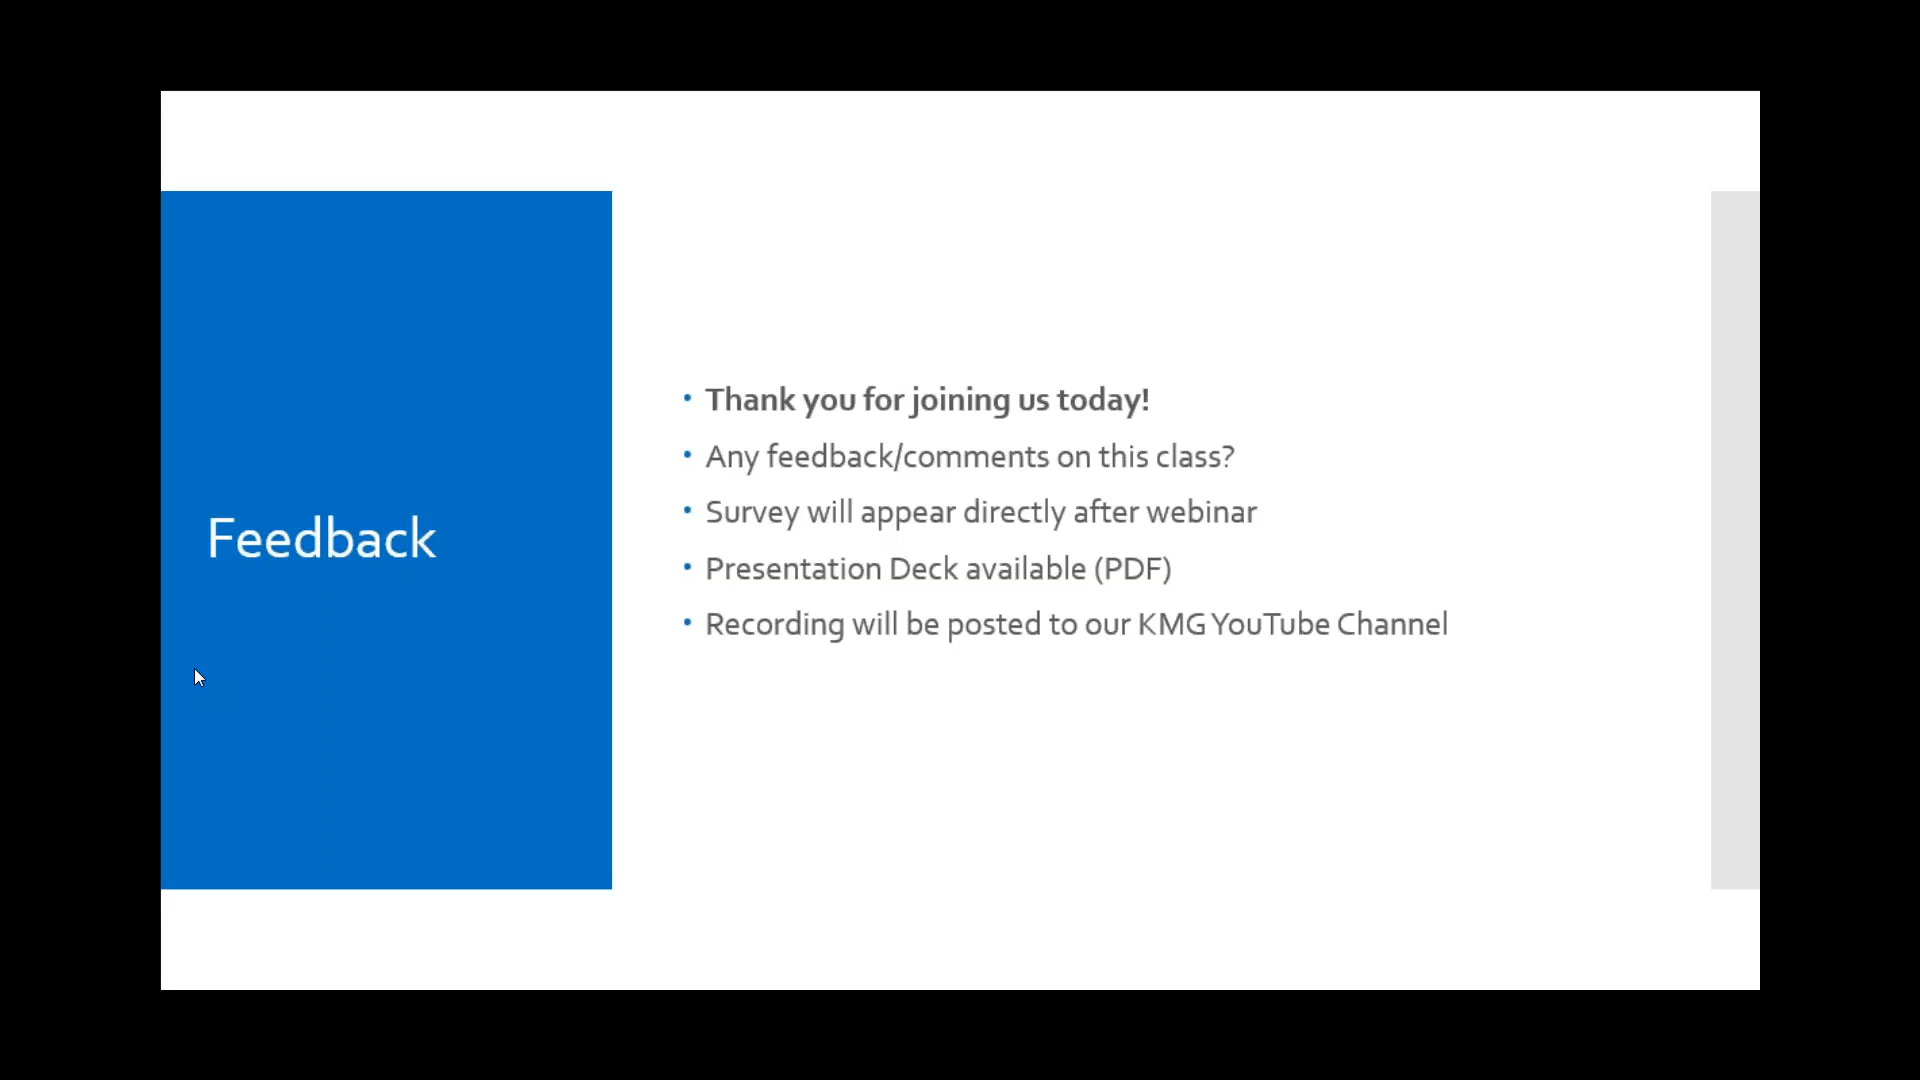 Feedback
• Thank you for joining us today!
• Any feedback/comments on this class?
• Survey will appear directly after webinar
• Presentation Deck available (PDF)
• Recording will be posted to our KMG YouTube Channel